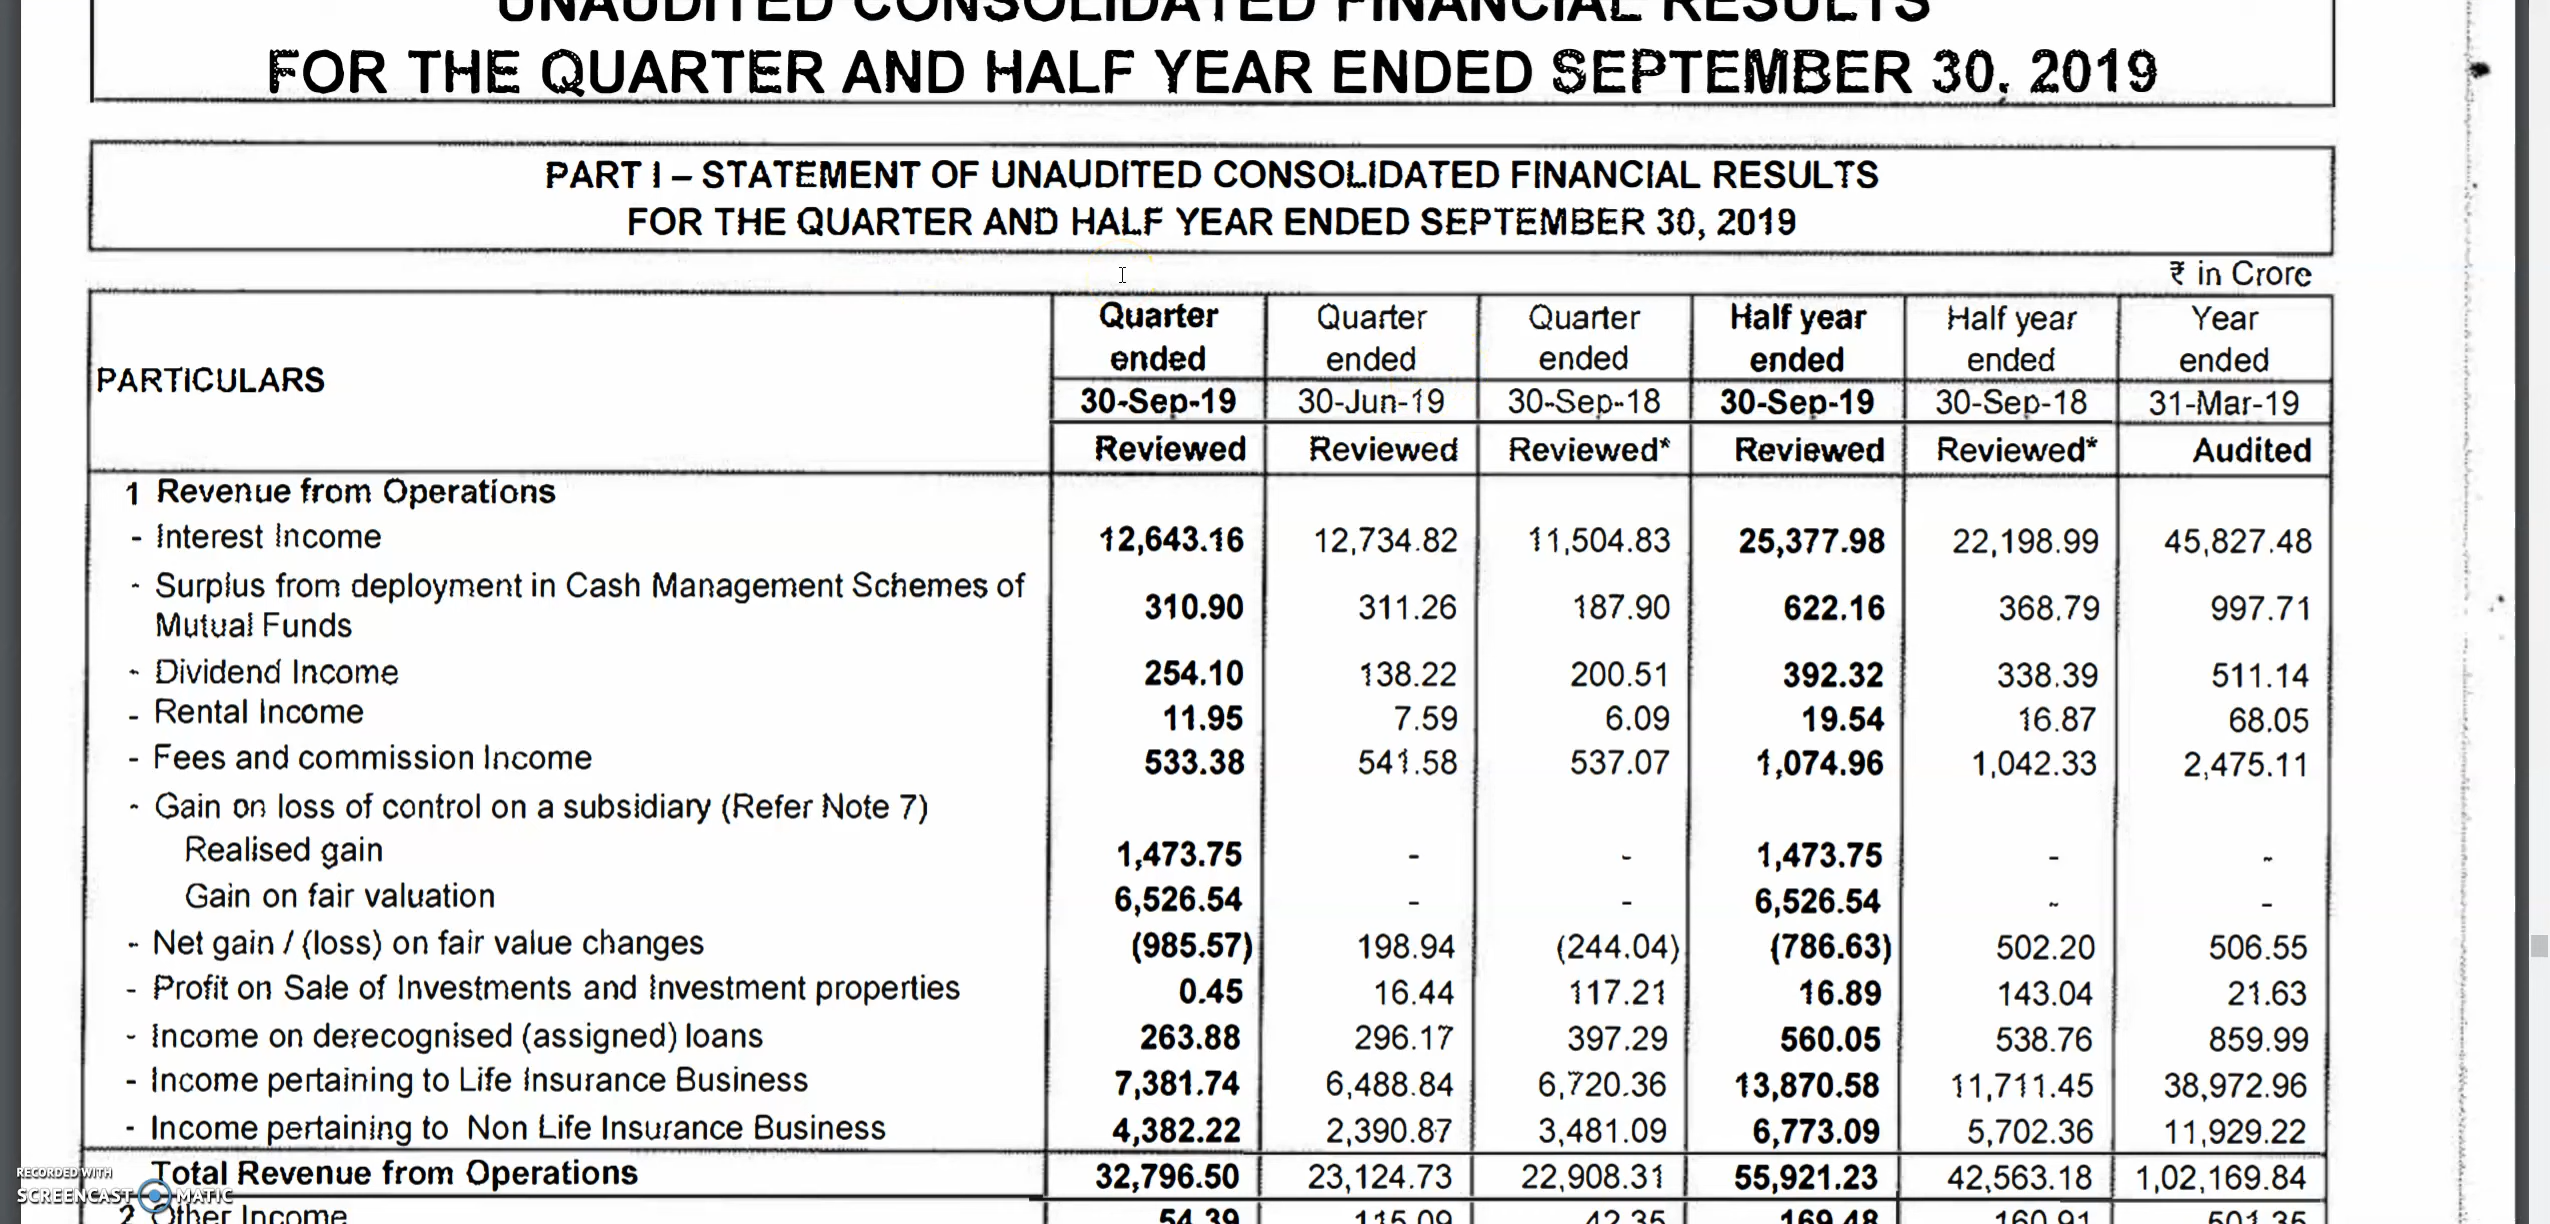 UNAUDITED CONSOLIDATED FINANCIAL RESULTS
FOR THE QUARTER AND HALF YEAR ENDED SEPTEMBER 30, 2019
PART I – STATEMENT OF UNAUDITED CONSOLIDATED FINANCIAL RESULTS
FOR THE QUARTER AND HALF YEAR ENDED SEPTEMBER 30, 2019
₹ in Crore
PARTICULARS
Quarter ended Quarter ended Quarter ended Half year ended Half year ended Year ended
30-Sep-19 30-Jun-19 30-Sep-18 30-Sep-19 30-Sep-18 31-Mar-19
Reviewed Reviewed Reviewed* Reviewed Reviewed* Audited
1 Revenue from Operations
- Interest Income 12,643.16 12,734.82 11,504.83 25,377.98 22,198.99 45,827.48
- Surplus from deployment in Cash Management Schemes of
Mutual Funds 310.90 311.26 187.90 622.16 368.79 997.71
- Dividend Income 254.10 138.22 200.51 392.32 338.39 511.14
- Rental Income 11.95 7.59 6.09 19.54 16.87 68.05
- Fees and commission Income 533.38 541.58 537.07 1,074.96 1,042.33 2,475.11
- Gain on loss of control on a subsidiary (Refer Note 7)
Realised gain 1,473.75 - - 1,473.75 - -
Gain on fair valuation 6,526.54 - - 6,526.54 - -
- Net gain / (loss) on fair value changes (985.57) 198.94 (244.04) (786.63) 502.20 506.55
- Profit on Sale of Investments and Investment properties 0.45 16.44 117.21 16.89 143.04 21.63
- Income on derecognised (assigned) loans 263.88 296.17 397.29 560.05 538.76 859.99
- Income pertaining to Life Insurance Business 7,381.74 6,488.84 6,720.36 13,870.58 11,711.45 38,972.96
- Income pertaining to Non Life Insurance Business 4,382.22 2,390.87 3,481.09 6,773.09 5,702.36 11,929.22
Total Revenue from Operations 32,796.50 23,124.73 22,908.31 55,921.23 42,563.18 1,02,169.84
2 Other Income 54.39 115.09 42.35 169.48 160.91 501.35
RECORDED WITH
SCREENCAST MATIC